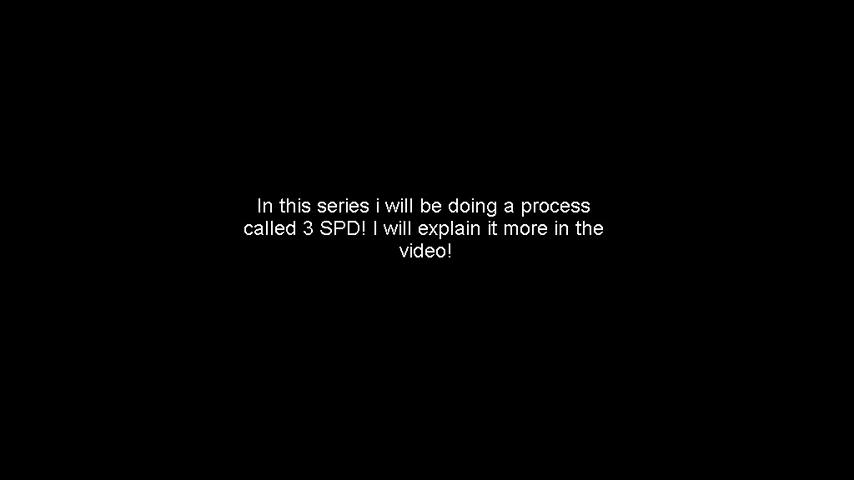 In this series i will be doing a process
called 3 SPD! I will explain it more in the
video!